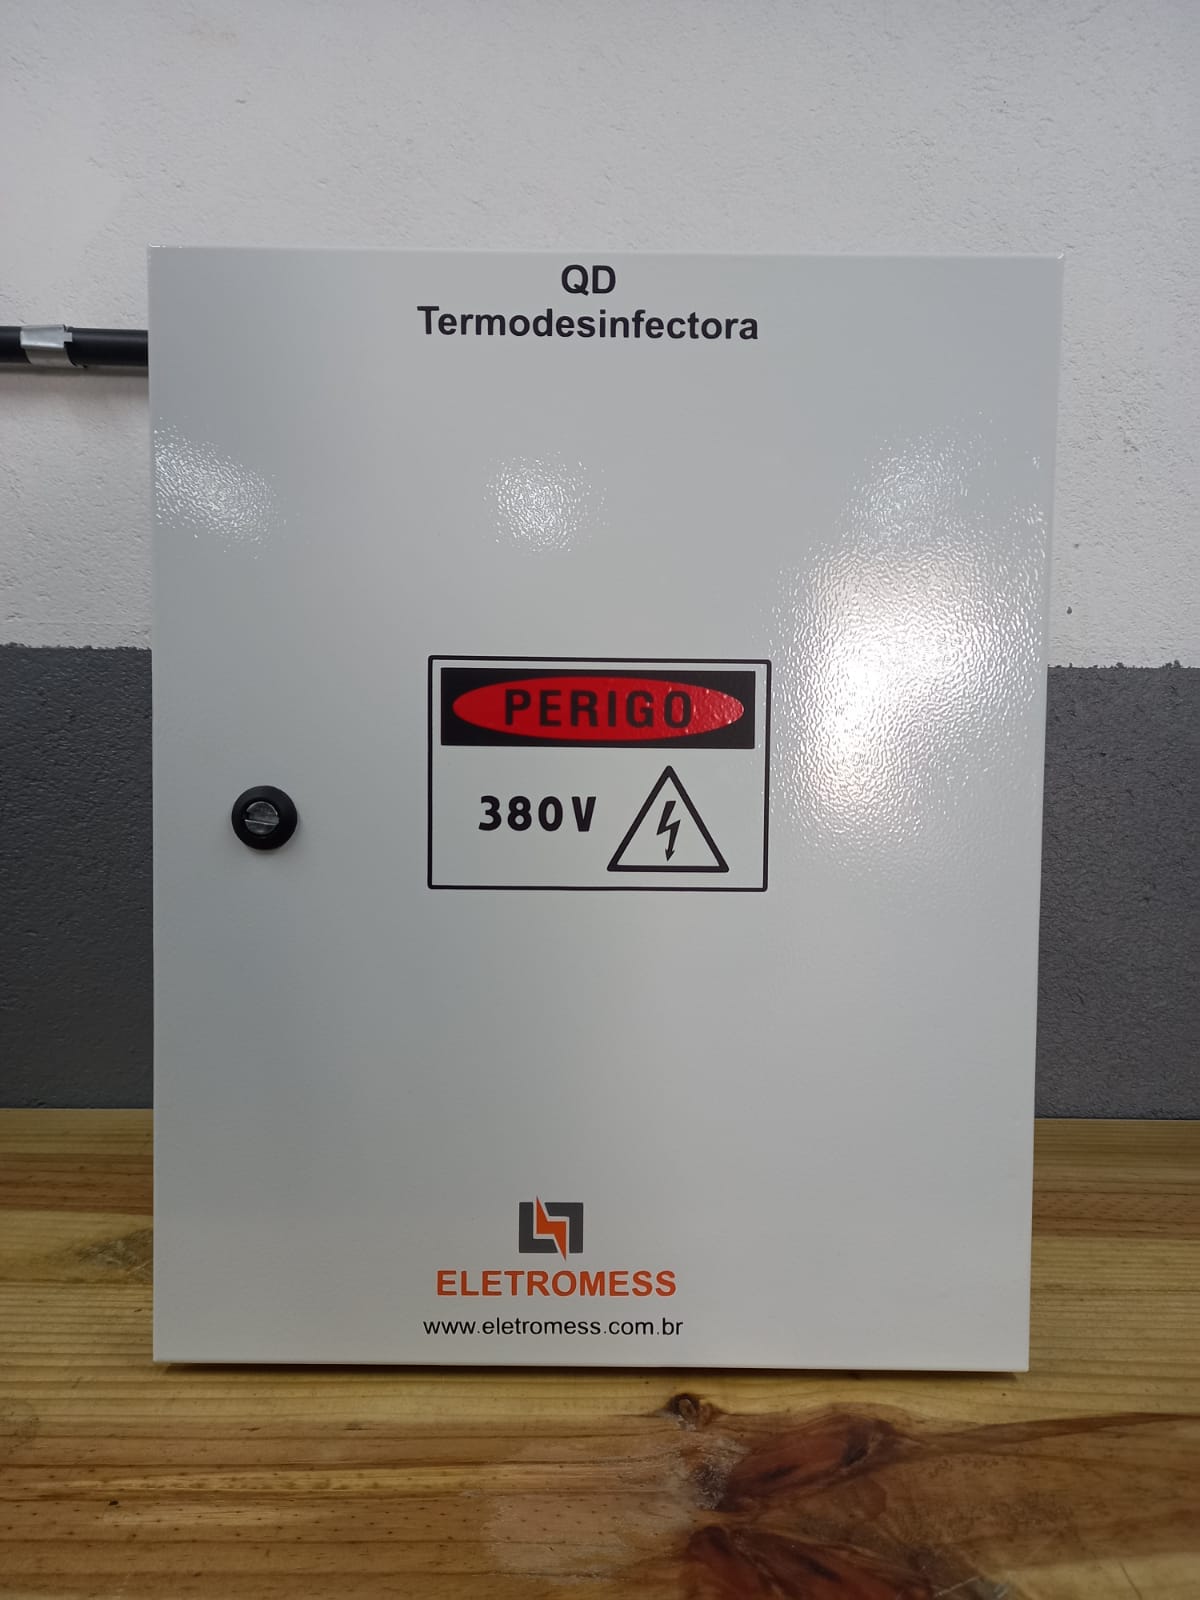 QD
Termodesinfectora
PERIGO
380V
ELETROMESS
www.eletromess.com.br